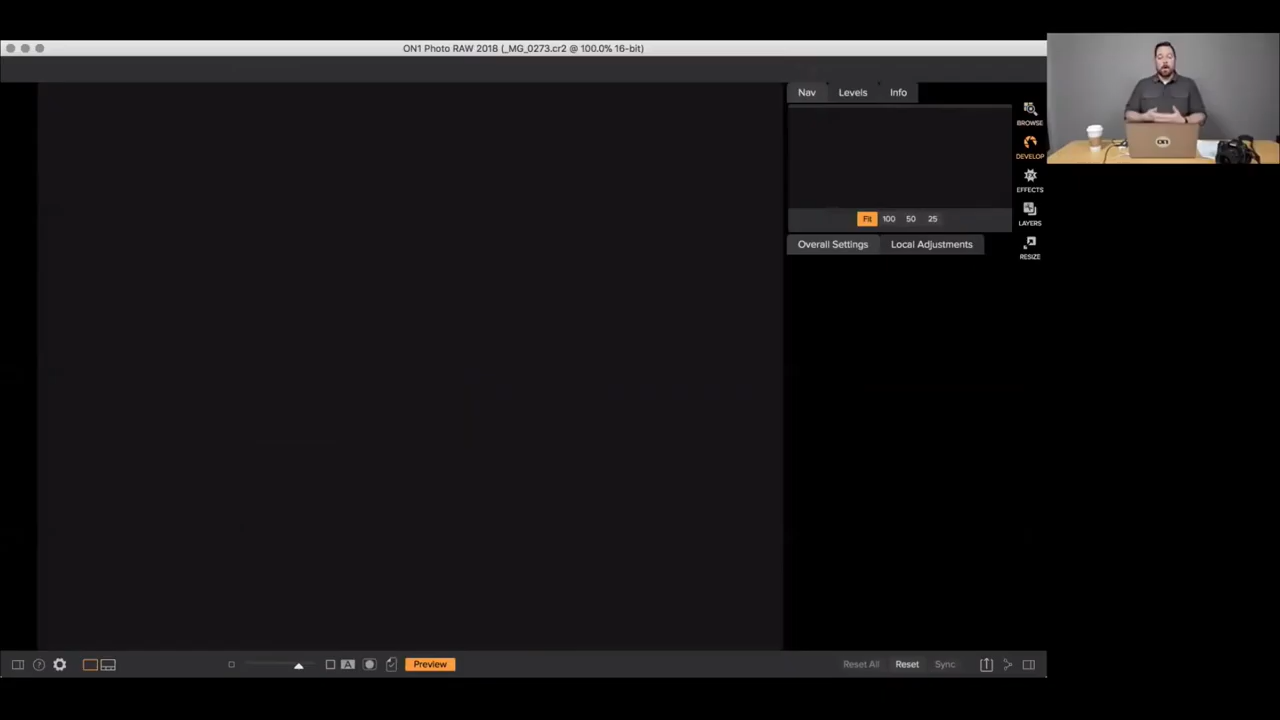 ON1 Photo RAW 2018 (_MG_0273.cr2 @ 100.0% 16-bit)
Nav Levels Info
BROWSE
DEVELOP
EFFECTS
LAYERS
RESIZE
Fit 100 50 25
Overall Settings Local Adjustments
A Preview Reset All Reset Sync
ON1